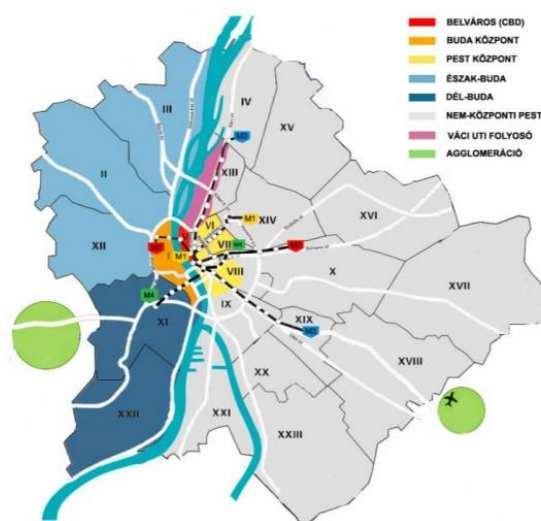 BELVÁROS (CBD)
BUDA KÖZPONT
PEST KÖZPONT
ÉSZAK-BUDA
DÉL-BUDA
NEM-KÖZPONTI PEST
VÁCI UTI FOLYOSÓ
AGGLOMERÁCIÓ
III
IV
XV
II
M3
XIII
XII
VI
M1
XIV
XVI
I
M1
VII
M4
VIII
X
XVII
M4
XI
IX
XIX
M3
XVIII
XX
XXII
XXI
XXIII